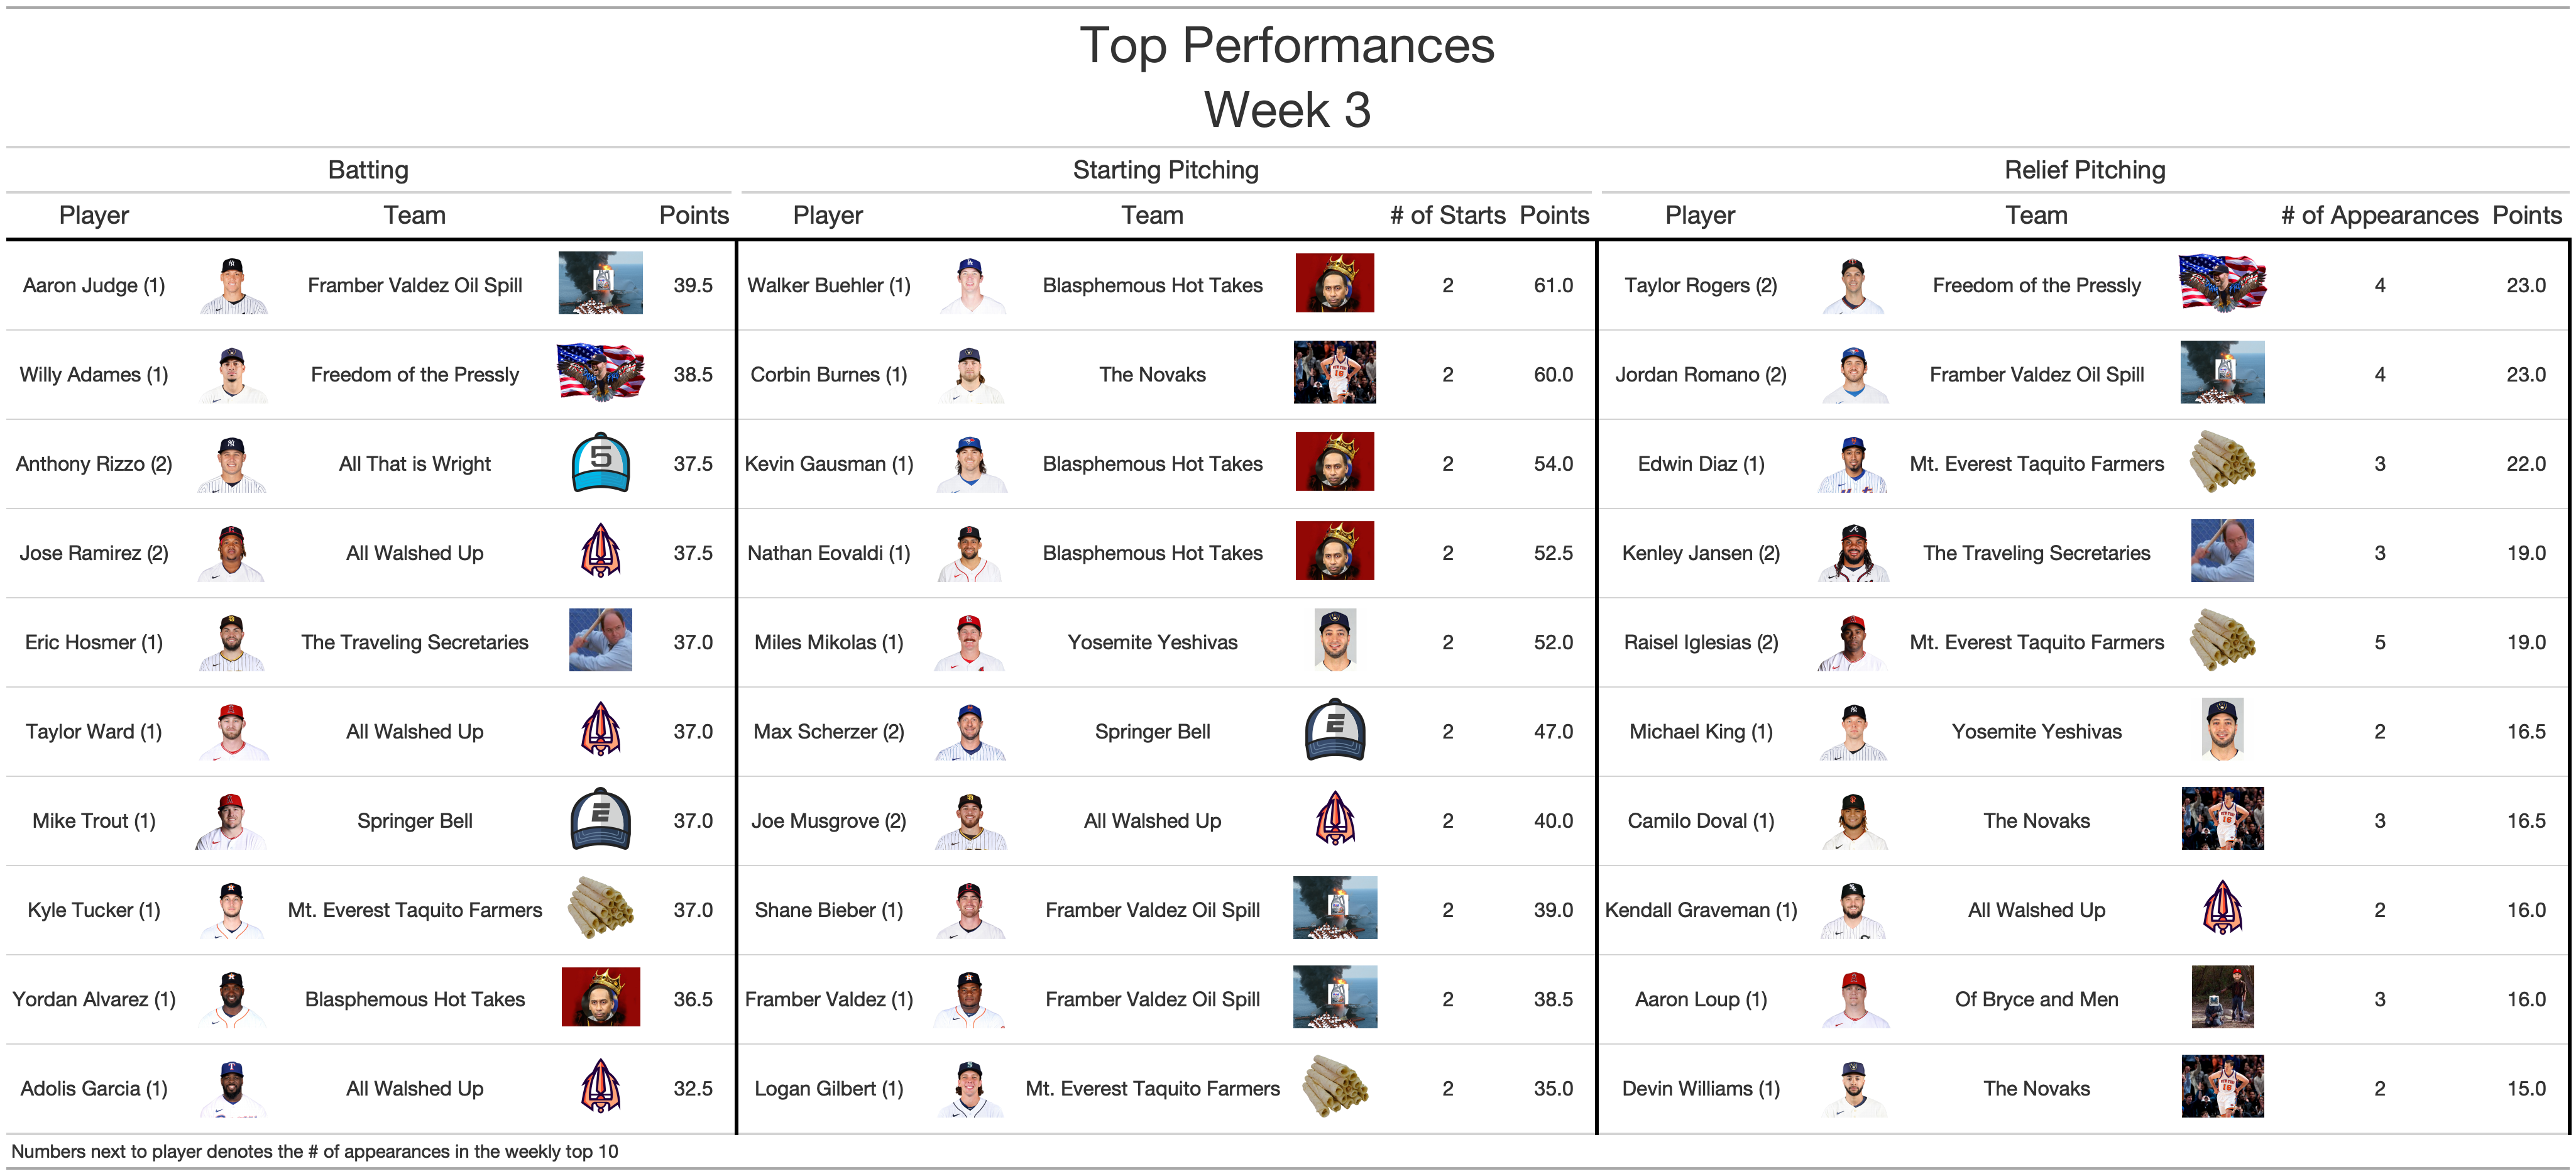 Top Performances
Week 3
Batting Starting Pitching Relief Pitching
Player Team Points Player Team # of Starts Points Player Team # of Appearances Points
Aaron Judge (1) Framber Valdez Oil Spill 39.5 Walker Buehler (1) Blasphemous Hot Takes 2 61.0 Taylor Rogers (2) Freedom of the Pressly 4 23.0
Willy Adames (1) Freedom of the Pressly 38.5 Corbin Burnes (1) The Novaks 2 60.0 Jordan Romano (2) Framber Valdez Oil Spill 4 23.0
Anthony Rizzo (2) All That is Wright 5 37.5 Kevin Gausman (1) Blasphemous Hot Takes 2 54.0 Edwin Diaz (1) Mt. Everest Taquito Farmers 3 22.0
Jose Ramirez (2) All Walshed Up 37.5 Nathan Eovaldi (1) Blasphemous Hot Takes 2 52.5 Kenley Jansen (2) The Traveling Secretaries 3 19.0
Eric Hosmer (1) The Traveling Secretaries 37.0 Miles Mikolas (1) Yosemite Yeshivas 2 52.0 Raisel Iglesias (2) Mt. Everest Taquito Farmers 5 19.0
Taylor Ward (1) All Walshed Up 37.0 Max Scherzer (2) Springer Bell E 2 47.0 Michael King (1) Yosemite Yeshivas 2 16.5
Mike Trout (1) Springer Bell E 37.0 Joe Musgrove (2) All Walshed Up 2 40.0 Camilo Doval (1) The Novaks 3 16.5
Kyle Tucker (1) Mt. Everest Taquito Farmers 37.0 Shane Bieber (1) Framber Valdez Oil Spill 2 39.0 Kendall Graveman (1) All Walshed Up 2 16.0
Yordan Alvarez (1) Blasphemous Hot Takes 36.5 Framber Valdez (1) Framber Valdez Oil Spill 2 38.5 Aaron Loup (1) Of Bryce and Men 3 16.0
Adolis Garcia (1) All Walshed Up 32.5 Logan Gilbert (1) Mt. Everest Taquito Farmers 2 35.0 Devin Williams (1) The Novaks 2 15.0
Numbers next to player denotes the # of appearances in the weekly top 10